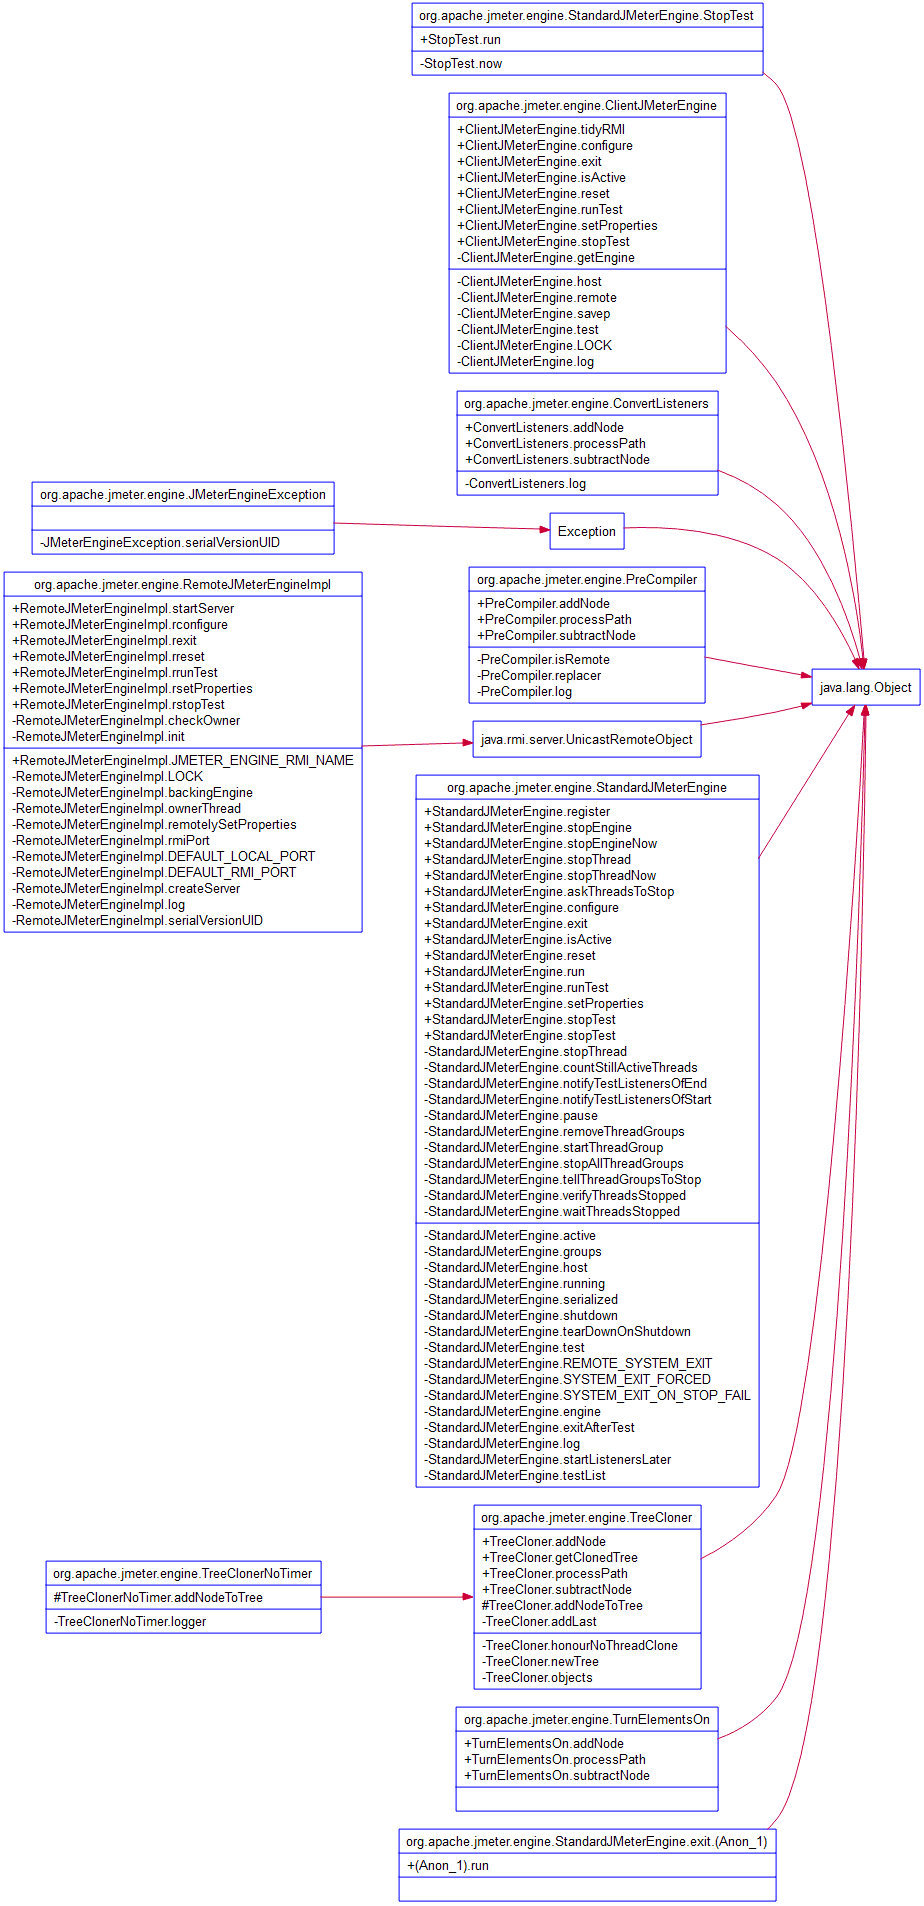 org.apache.jmeter.engine.StandardJMeterEngine.StopTest
+StopTest.run
-StopTest.now
org.apache.jmeter.engine.ClientJMeterEngine
+ClientJMeterEngine.tidyRMI
+ClientJMeterEngine.configure
+ClientJMeterEngine.exit
+ClientJMeterEngine.isActive
+ClientJMeterEngine.reset
+ClientJMeterEngine.runTest
+ClientJMeterEngine.setProperties
+ClientJMeterEngine.stopTest
-ClientJMeterEngine.getEngine
-ClientJMeterEngine.host
-ClientJMeterEngine.remote
-ClientJMeterEngine.savep
-ClientJMeterEngine.test
-ClientJMeterEngine.LOCK
-ClientJMeterEngine.log
org.apache.jmeter.engine.ConvertListeners
+ConvertListeners.addNode
+ConvertListeners.processPath
+ConvertListeners.subtractNode
-ConvertListeners.log
org.apache.jmeter.engine.JMeterEngineException
-JMeterEngineException.serialVersionUID
Exception
org.apache.jmeter.engine.RemoteJMeterEngineImpl
+RemoteJMeterEngineImpl.startServer
+RemoteJMeterEngineImpl.rconfigure
+RemoteJMeterEngineImpl.rexit
+RemoteJMeterEngineImpl.rreset
+RemoteJMeterEngineImpl.rrunTest
+RemoteJMeterEngineImpl.rsetProperties
+RemoteJMeterEngineImpl.rstopTest
-RemoteJMeterEngineImpl.checkOwner
-RemoteJMeterEngineImpl.init
+RemoteJMeterEngineImpl.JMETER_ENGINE_RMI_NAME
-RemoteJMeterEngineImpl.LOCK
-RemoteJMeterEngineImpl.backingEngine
-RemoteJMeterEngineImpl.ownerThread
-RemoteJMeterEngineImpl.remotelySetProperties
-RemoteJMeterEngineImpl.rmiPort
-RemoteJMeterEngineImpl.DEFAULT_LOCAL_PORT
-RemoteJMeterEngineImpl.DEFAULT_RMI_PORT
-RemoteJMeterEngineImpl.createServer
-RemoteJMeterEngineImpl.log
-RemoteJMeterEngineImpl.serialVersionUID
org.apache.jmeter.engine.PreCompiler
+PreCompiler.addNode
+PreCompiler.processPath
+PreCompiler.subtractNode
-PreCompiler.isRemote
-PreCompiler.replacer
-PreCompiler.log
java.lang.Object
java.rmi.server.UnicastRemoteObject
org.apache.jmeter.engine.StandardJMeterEngine
+StandardJMeterEngine.register
+StandardJMeterEngine.stopEngine
+StandardJMeterEngine.stopEngineNow
+StandardJMeterEngine.stopThread
+StandardJMeterEngine.stopThreadNow
+StandardJMeterEngine.askThreadsToStop
+StandardJMeterEngine.configure
+StandardJMeterEngine.exit
+StandardJMeterEngine.isActive
+StandardJMeterEngine.reset
+StandardJMeterEngine.run
+StandardJMeterEngine.runTest
+StandardJMeterEngine.setProperties
+StandardJMeterEngine.stopTest
+StandardJMeterEngine.stopTest
-StandardJMeterEngine.stopThread
-StandardJMeterEngine.countStillActiveThreads
-StandardJMeterEngine.notifyTestListenersOfEnd
-StandardJMeterEngine.notifyTestListenersOfStart
-StandardJMeterEngine.pause
-StandardJMeterEngine.removeThreadGroups
-StandardJMeterEngine.startThreadGroup
-StandardJMeterEngine.stopAllThreadGroups
-StandardJMeterEngine.tellThreadGroupsToStop
-StandardJMeterEngine.verifyThreadsStopped
-StandardJMeterEngine.waitThreadsStopped
-StandardJMeterEngine.active
-StandardJMeterEngine.groups
-StandardJMeterEngine.host
-StandardJMeterEngine.running
-StandardJMeterEngine.serialized
-StandardJMeterEngine.shutdown
-StandardJMeterEngine.tearDownOnShutdown
-StandardJMeterEngine.test
-StandardJMeterEngine.REMOTE_SYSTEM_EXIT
-StandardJMeterEngine.SYSTEM_EXIT_FORCED
-StandardJMeterEngine.SYSTEM_EXIT_ON_STOP_FAIL
-StandardJMeterEngine.engine
-StandardJMeterEngine.exitAfterTest
-StandardJMeterEngine.log
-StandardJMeterEngine.startListenersLater
-StandardJMeterEngine.testList
org.apache.jmeter.engine.TreeCloner
+TreeCloner.addNode
+TreeCloner.getClonedTree
+TreeCloner.processPath
+TreeCloner.subtractNode
#TreeCloner.addNodeToTree
-TreeCloner.addLast
-TreeCloner.honourNoThreadClone
-TreeCloner.newTree
-TreeCloner.objects
org.apache.jmeter.engine.TreeClonerNoTimer
#TreeClonerNoTimer.addNodeToTree
-TreeClonerNoTimer.logger
org.apache.jmeter.engine.TurnElementsOn
+TurnElementsOn.addNode
+TurnElementsOn.processPath
+TurnElementsOn.subtractNode
org.apache.jmeter.engine.StandardJMeterEngine.exit.(Anon_1)
+(Anon_1).run